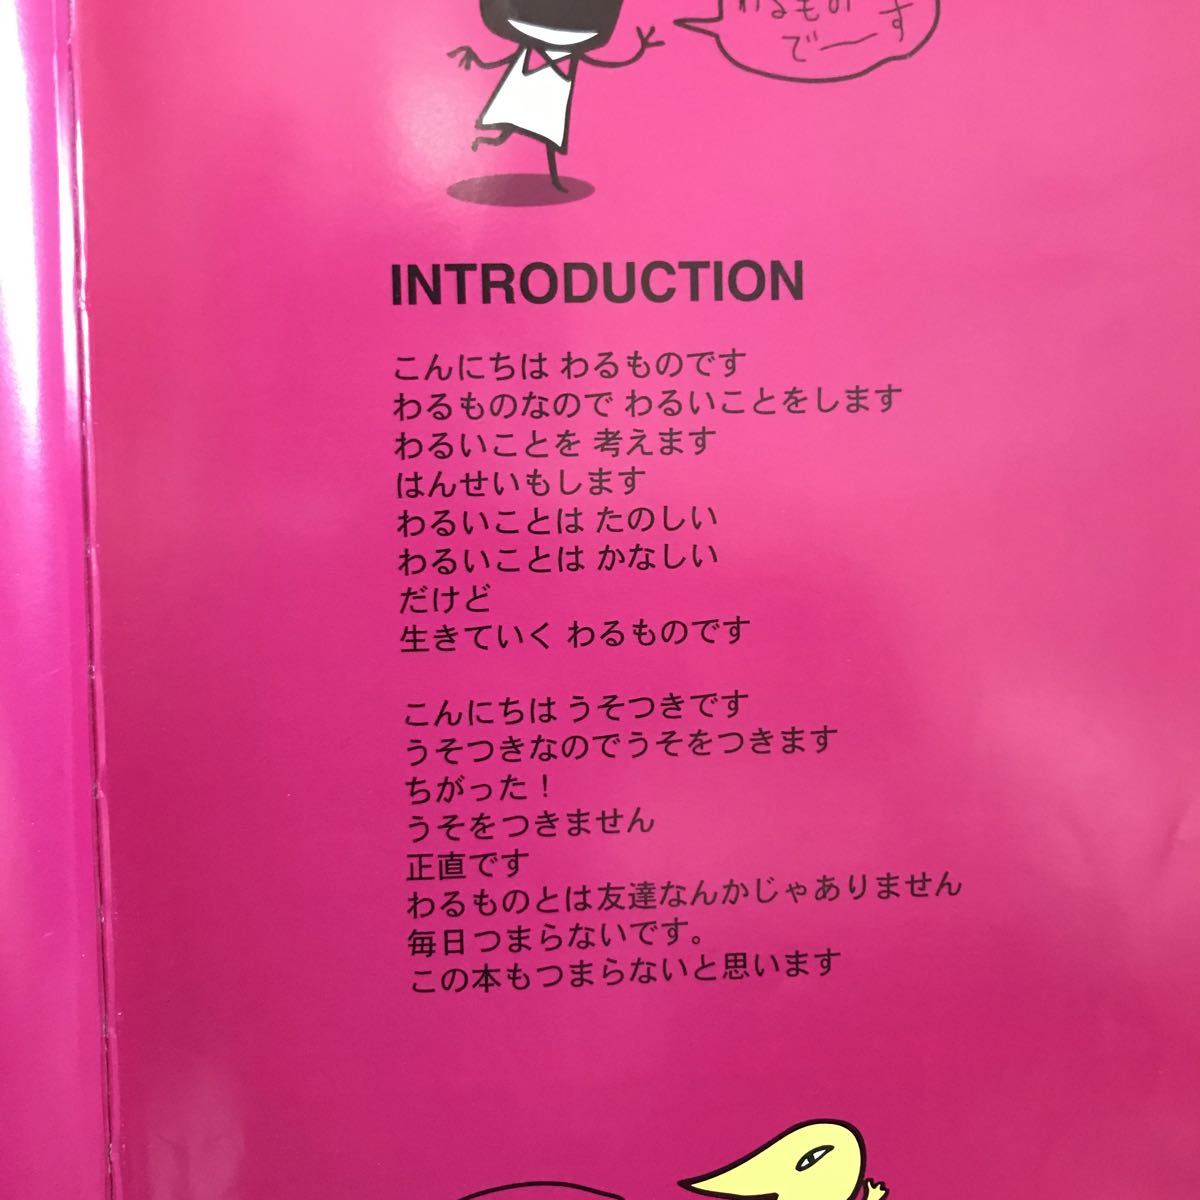 わるもの
でーす
INTRODUCTION
こんにちは わるものです
わるものなので わるいことをします
わるいことを 考えます
はんせいもします
わるいことは たのしい
わるいことは かなしい
だけど
生きていく わるものです
こんにちは うそつきです
うそつきなのでうそをつきます
ちがった！
うそをつきません
正直です
わるものとは友達なんかじゃありません
毎日つまらないです。
この本もつまらないと思います